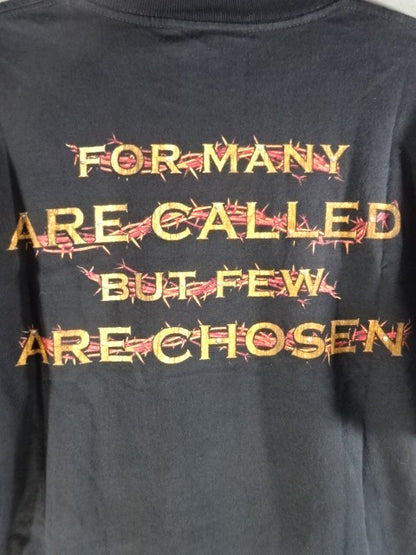 FOR MANY
ARE CALLED
BUT FEW
ARE CHOSEN